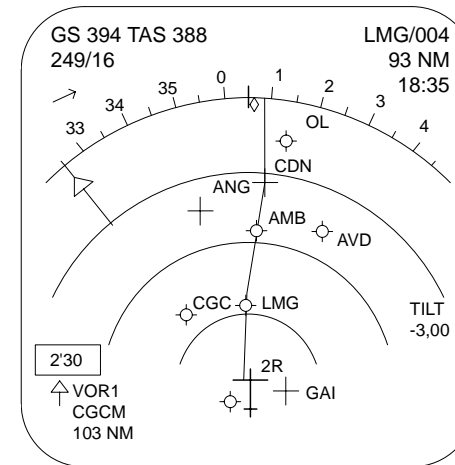 GS 394 TAS 388
249/16
LMG/004
93 NM
18:35
33
34
35
0
1
2
3
4
OL
CDN
ANG
AMB
AVD
CGC
LMG
TILT
-3,00
2'30
2R
GAI
VOR1
CGCM
103 NM